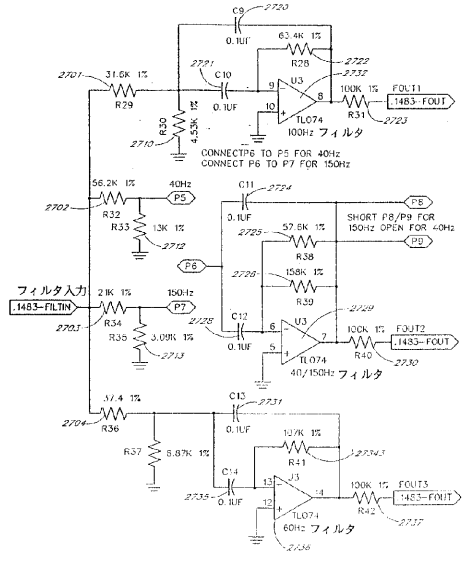 C9
2720
0.1UF
2701
31.6K 1%
R29
2721
C10
0.1UF
63.4K 1%
R28
2722
U3
2732
9
8
10
TL074
100Hz フィルタ
R30
4.53K 1%
2710
100K 1%
R31
FOUT1
.1483-FOUT
2723
CONNECTP6 TO P5 FOR 40Hz
CONNECT P6 TO P7 FOR 150Hz
56.2K 1%
2702
R32
40Hz
P5
R33
13K 1%
2712
C11
2724
0.1UF
P8
SHORT P8/P9 FOR
150Hz OPEN FOR 40Hz
P9
2725
57.6K 1%
R38
2726
158K 1%
R39
P6
フィルタ入力
.1483-FILTIN
21K 1%
2703
R34
150Hz
P7
R35
3.09K 1%
2713
2728
C12
0.1UF
U3
2729
6
7
5
TL074
40/150Hz フィルタ
100K 1%
R40
FOUT2
.1483-FOUT
2730
37.4 1%
2704
R36
C13
2731
0.1UF
R37
6.87K 1%
107K 1%
R41
27343
C14
2735
0.1UF
J3
13
14
12
TL074
60Hz フィルタ
2736
100K 1%
R42
FOUT3
.1483-FOUT
2737